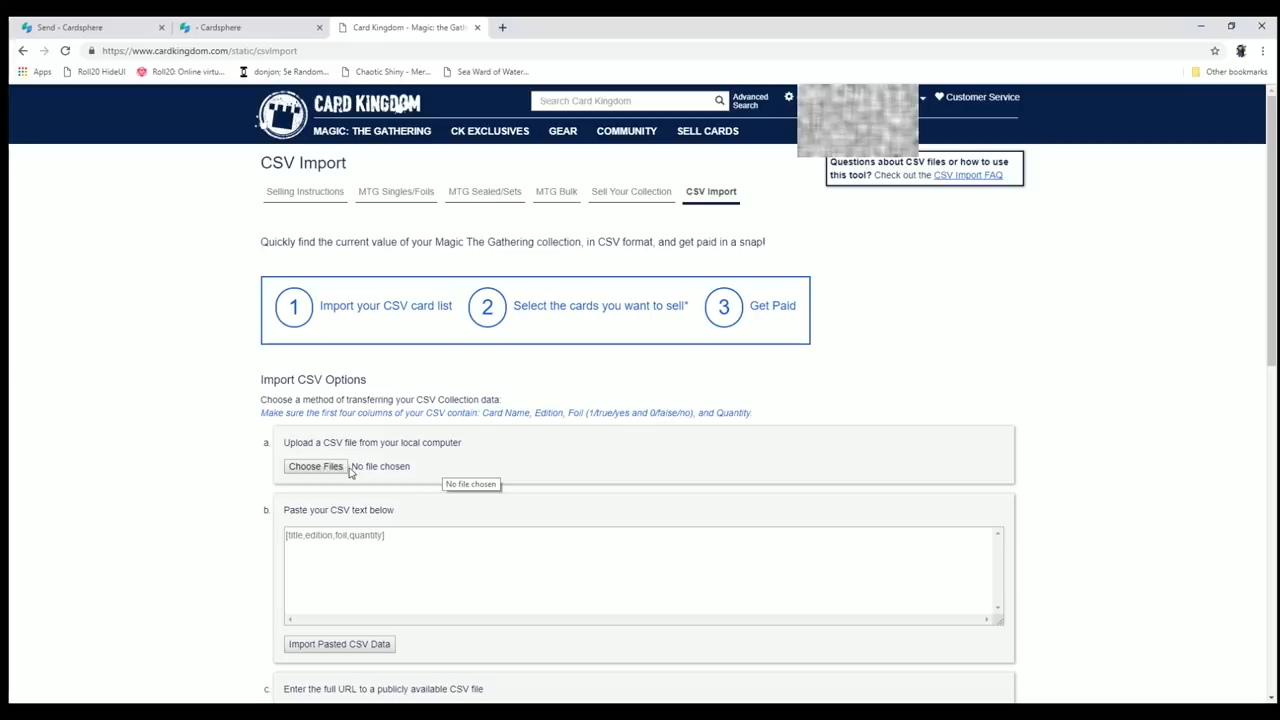 Send - Cardsphere
- Cardsphere
Card Kingdom - Magic: the Gath
https://www.cardkingdom.com/static/csvImport
Apps
Roll20 HideUI
Roll20: Online virtu...
donjon; 5e Random...
Chaotic Shiny - Mer...
Sea Ward of Water...
Other bookmarks
CARD KINGDOM
Search Card Kingdom
Advanced
Search
Customer Service
MAGIC: THE GATHERING
CK EXCLUSIVES
GEAR
COMMUNITY
SELL CARDS
CSV Import
Questions about CSV files or how to use
this tool? Check out the CSV Import FAQ
Selling Instructions
MTG Singles/Foils
MTG Sealed/Sets
MTG Bulk
Sell Your Collection
CSV Import
Quickly find the current value of your Magic The Gathering collection, in CSV format, and get paid in a snap!
1 Import your CSV card list
2 Select the cards you want to sell*
3 Get Paid
Import CSV Options
Choose a method of transferring your CSV Collection data:
Make sure the first four columns of your CSV contain: Card Name, Edition, Foil (1/true/yes and 0/false/no), and Quantity.
a. Upload a CSV file from your local computer
Choose Files No file chosen
No file chosen
b. Paste your CSV text below
[title,edition,foil,quantity]
Import Pasted CSV Data
c. Enter the full URL to a publicly available CSV file